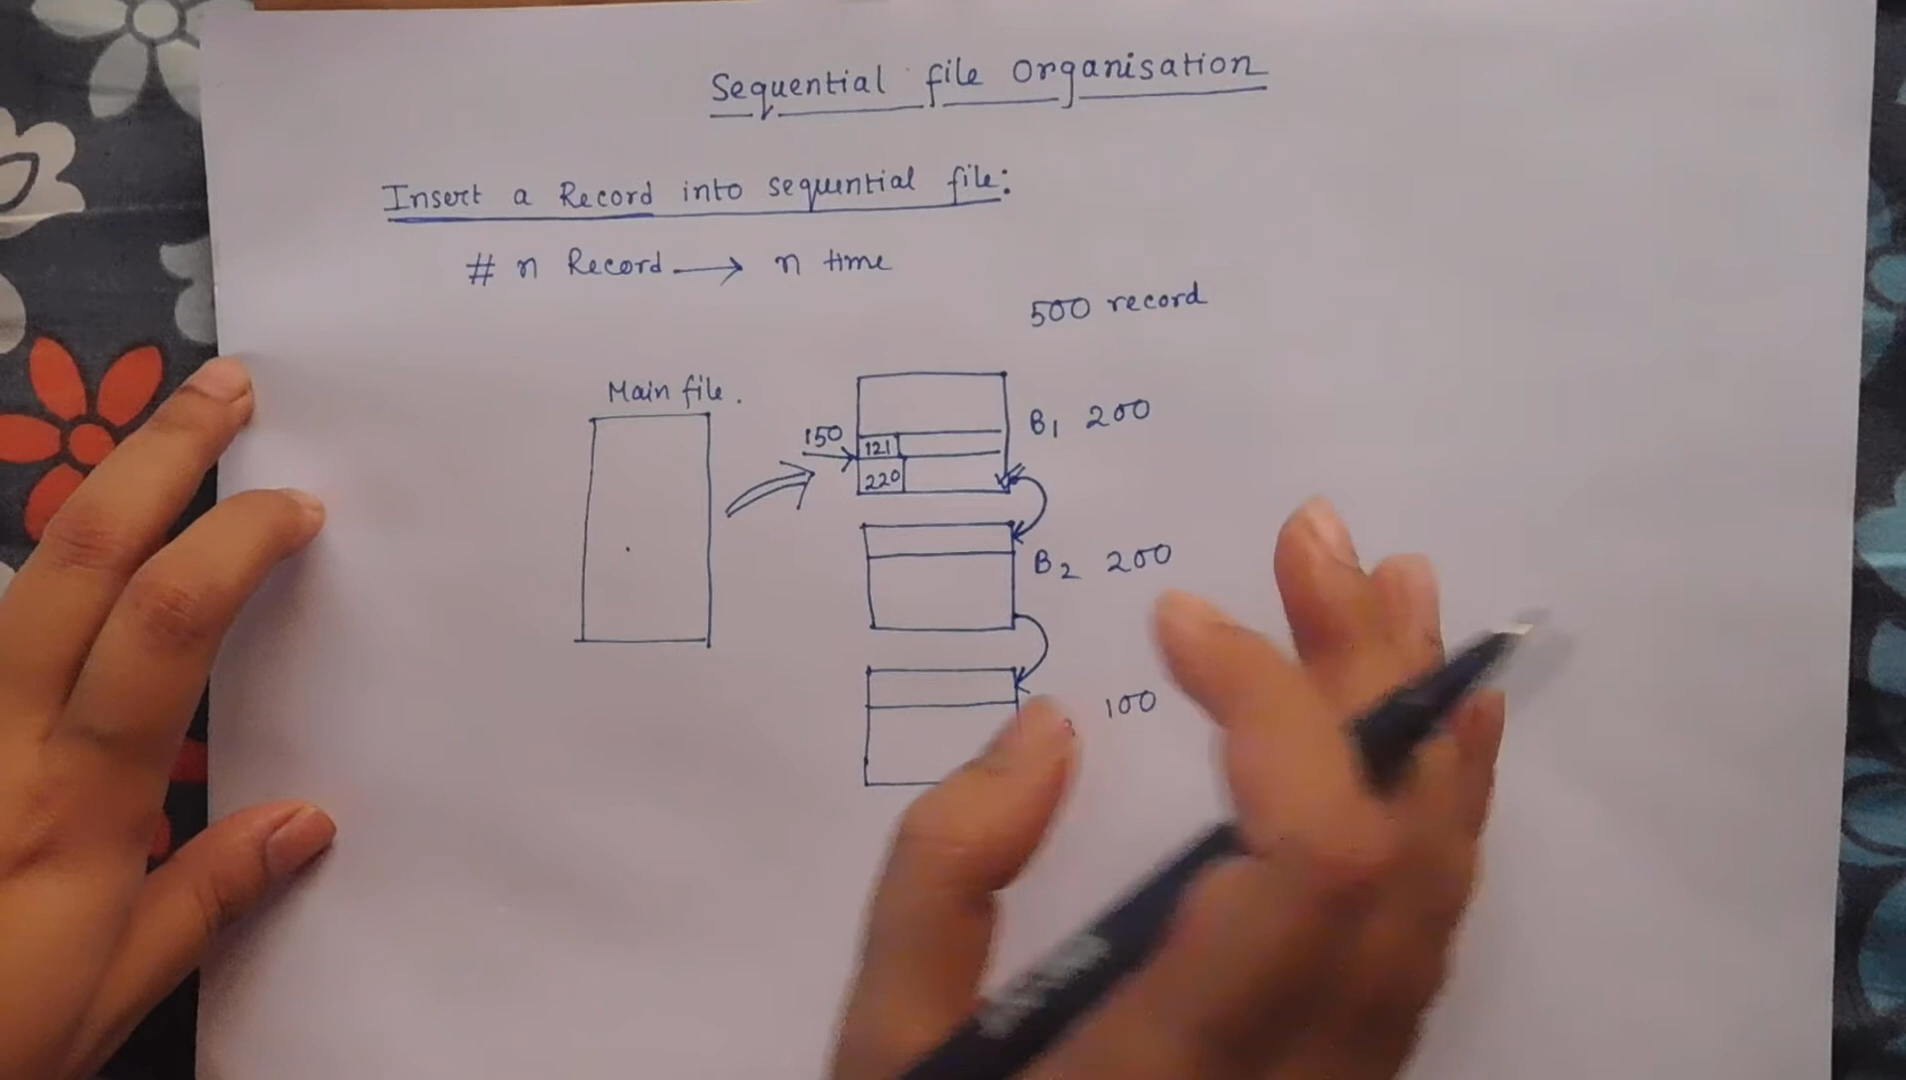 Sequential file organisation
Insert a Record into sequential file:
# n Record → n time
500 record
Main file.
150
121
220
B1 200
B2 200
100